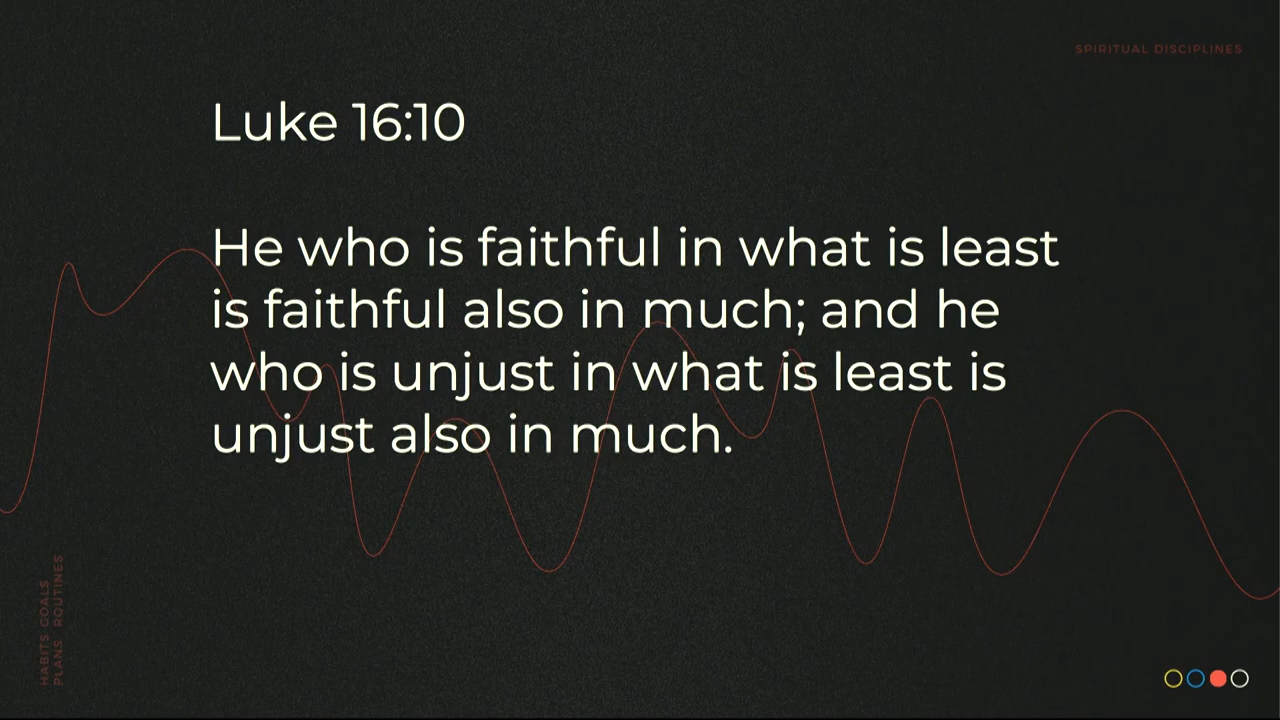 SPIRITUAL DISCIPLINES
Luke 16:10
He who is faithful in what is least
is faithful also in much; and he
who is unjust in what is least is
unjust also in much.
HABITS GOALS
PLANS ROUTINES